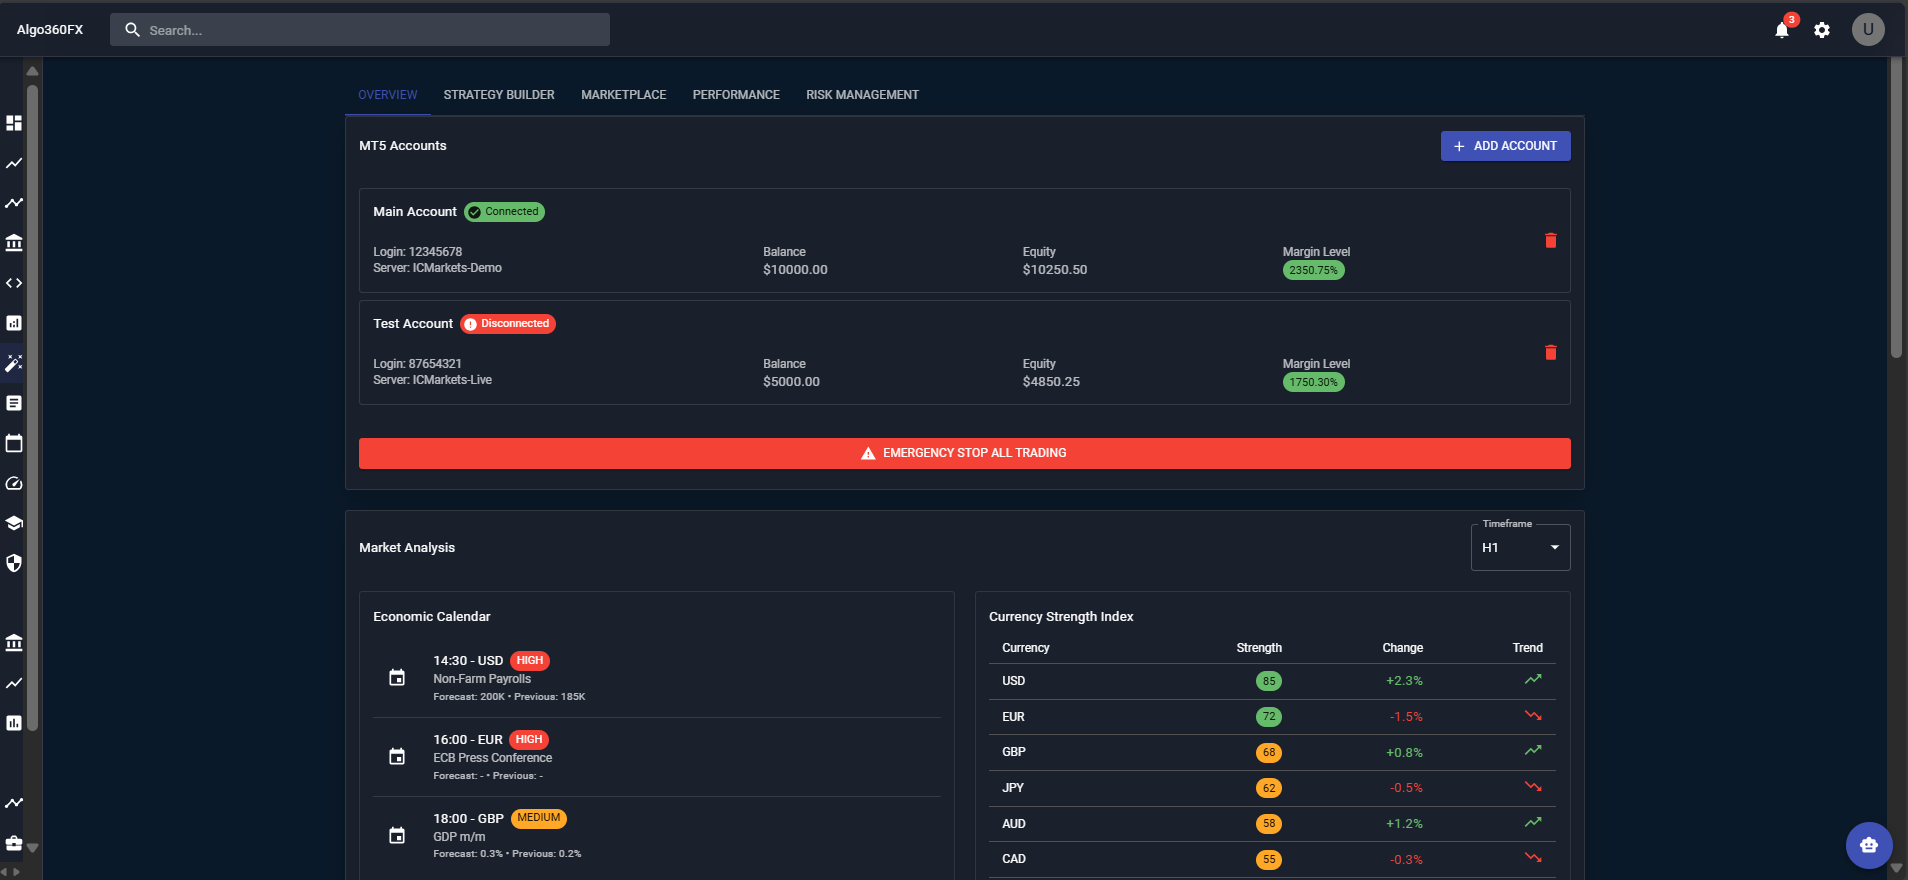 Algo360FX
Search...
3
U
OVERVIEW STRATEGY BUILDER MARKETPLACE PERFORMANCE RISK MANAGEMENT
MT5 Accounts
ADD ACCOUNT
Main Account Connected
Login: 12345678
Server: ICMarkets-Demo
Balance
$10000.00
Equity
$10250.50
Margin Level
2350.75%
Test Account Disconnected
Login: 87654321
Server: ICMarkets-Live
Balance
$5000.00
Equity
$4850.25
Margin Level
1750.30%
EMERGENCY STOP ALL TRADING
Market Analysis
Timeframe
H1
Economic Calendar
14:30 - USD HIGH
Non-Farm Payrolls
Forecast: 200K • Previous: 185K
16:00 - EUR HIGH
ECB Press Conference
Forecast: - • Previous: -
18:00 - GBP MEDIUM
GDP m/m
Forecast: 0.3% • Previous: 0.2%
Currency Strength Index
Currency Strength Change Trend
USD 85 +2.3%
EUR 72 -1.5%
GBP 68 +0.8%
JPY 62 -0.5%
AUD 58 +1.2%
CAD 55 -0.3%